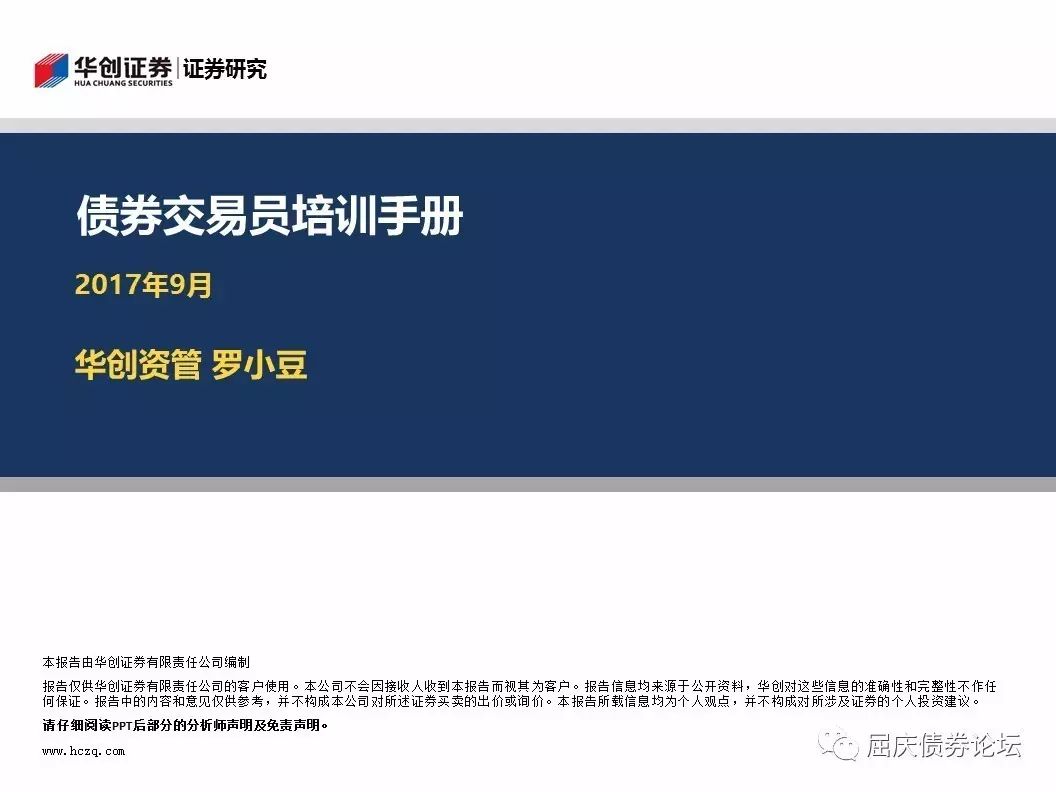 华创证券 | 证券研究
HUA CHUANG SECURITIES
债券交易员培训手册
2017年9月
华创资管 罗小豆
本报告由华创证券有限责任公司编制
报告仅供华创证券有限责任公司的客户使用。本公司不会因接收人收到本报告而视其为客户。报告信息均来源于公开资料，华创对这些信息的准确性和完整性不作任
何保证。报告中的内容和意见仅供参考，并不构成本公司对所述证券买卖的出价或询价。本报告所载信息均为个人观点，并不构成对所涉及证券的个人投资建议。
请仔细阅读PPT后部分的分析师声明及免责声明。
www.hczq.com
屈庆债券论坛